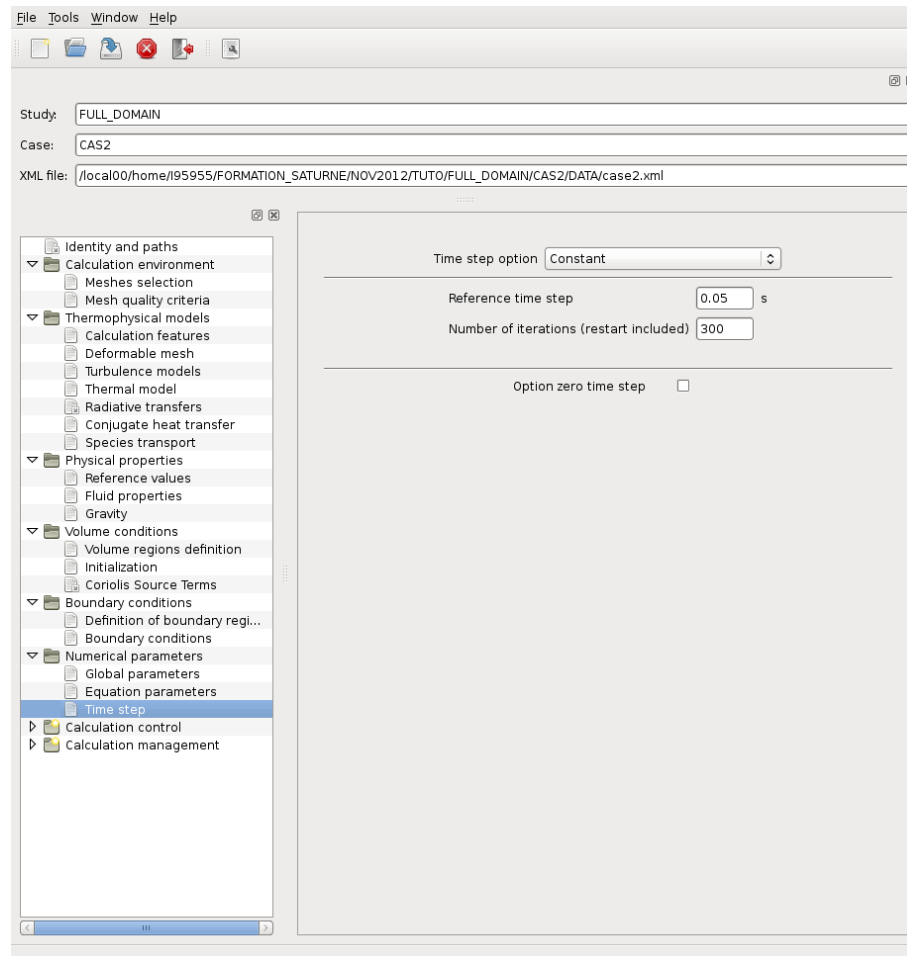 File Tools Window Help
Study: FULL_DOMAIN
Case: CAS2
XML file: /local00/home/I95955/FORMATION_SATURNE/NOV2012/TUTO/FULL_DOMAIN/CAS2/DATA/case2.xml
Identity and paths
Calculation environment
Meshes selection
Mesh quality criteria
Thermophysical models
Calculation features
Deformable mesh
Turbulence models
Thermal model
Radiative transfers
Conjugate heat transfer
Species transport
Physical properties
Reference values
Fluid properties
Gravity
Volume conditions
Volume regions definition
Initialization
Coriolis Source Terms
Boundary conditions
Definition of boundary regi...
Boundary conditions
Numerical parameters
Global parameters
Equation parameters
Time step
Calculation control
Calculation management
Time step option Constant
Reference time step 0.05 s
Number of iterations (restart included) 300
Option zero time step